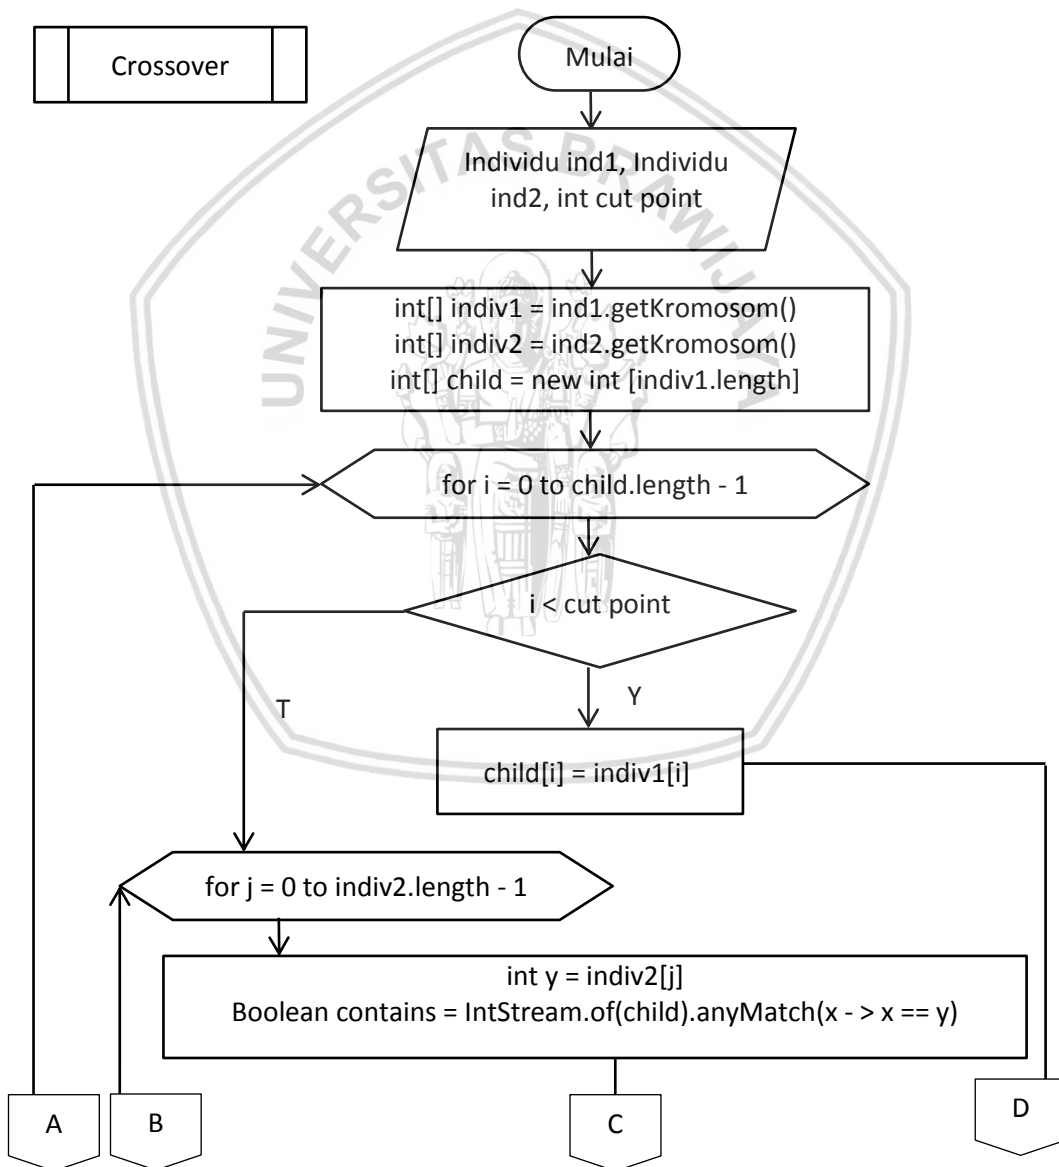 Crossover
Mulai
UNIVERSITAS BRAWIJAYA
Individu ind1, Individu
ind2, int cut point
int[] indiv1 = ind1.getKromosom()
int[] indiv2 = ind2.getKromosom()
int[] child = new int [indiv1.length]
for i = 0 to child.length - 1
i < cut point
T
Y
child[i] = indiv1[i]
for j = 0 to indiv2.length - 1
int y = indiv2[j]
Boolean contains = IntStream.of(child).anyMatch(x - > x == y)
A
B
C
D